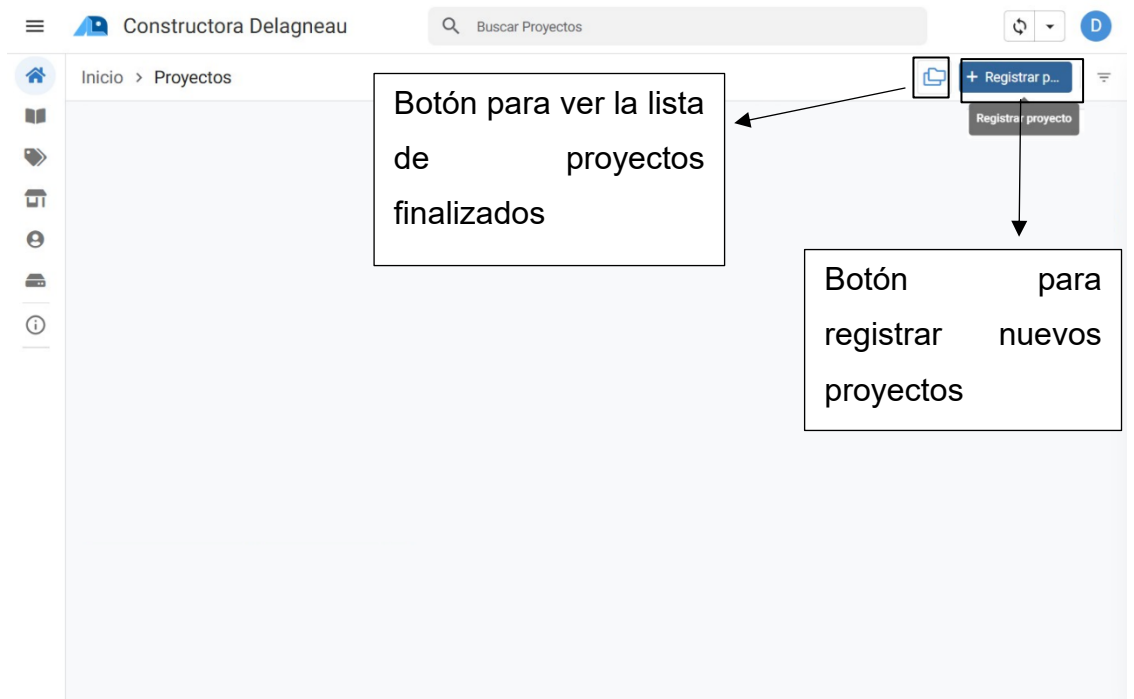 Constructora Delagneau
Buscar Proyectos
D
Inicio > Proyectos
+ Registrar p...
Registrar proyecto
Botón para ver la lista
de proyectos
finalizados
Botón para
registrar nuevos
proyectos